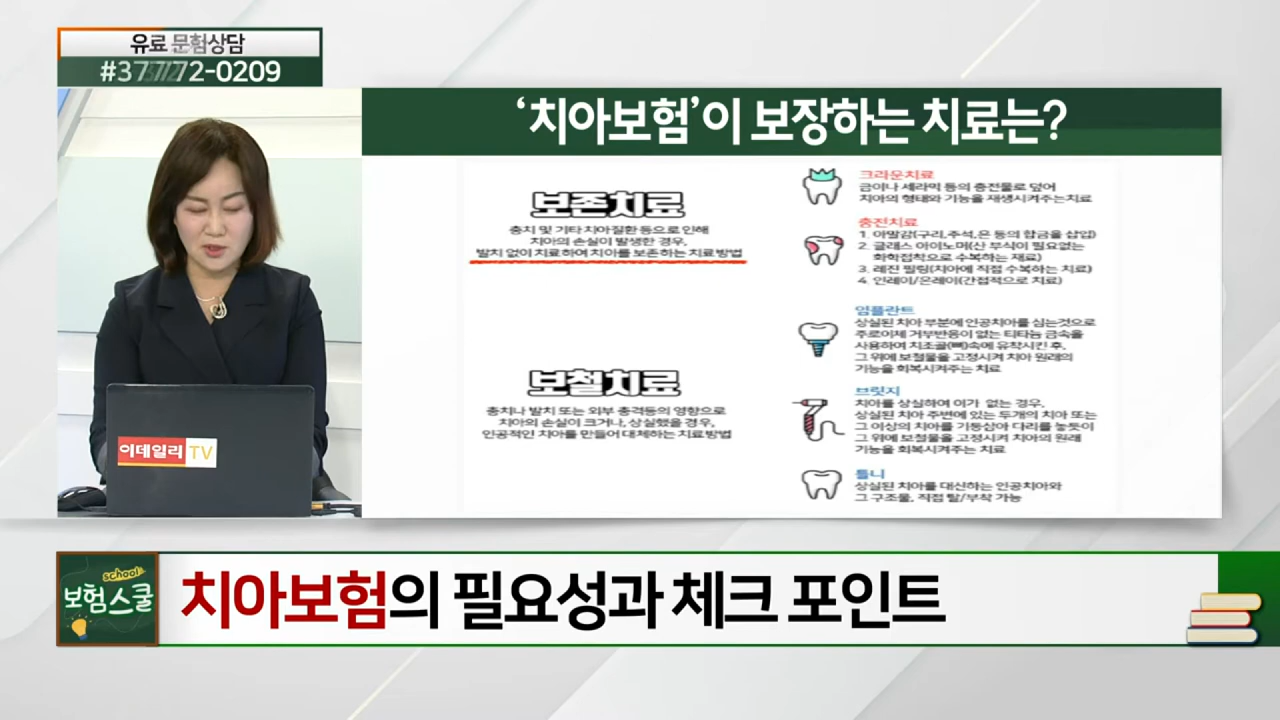 유료
상담
-0209
‘치아보험’이 보장하는 치료는?
보존치료
충치 및 기타 치아질환 등으로 인해
치아의 손실이 발생한 경우,
발치 없이 치료하여 치아를 보존하는 치료 방법
크라운치료
금이나 세라믹 등의 충전물로 덮어
치아의 형태와 기능을 재생시켜주는치료
충전치료
1. 아말감(구리,주석,은 등의 합금을 삽입)
2. 글래스 아이노머(산 부식이 필요없는
화학접착으로 수복하는 재료)
3. 레진 필링(치아에 직접 수복하는 치료)
4. 인레이/온레이(간접적으로 치료)
보철치료
충치나 발치 또는 외부 충격등의 영향으로
치아의 손실이 크거나, 상실했을 경우,
인공적인 치아를 만들어 대체하는 치료 방법
임플란트
상실된 치아 부분에 인공치아를 심는것으로
주로이제 거부반응이 없는 티타늄 금속을
사용하여 치조골(뼈)속에 유착시킨 후,
그 위에 보철물을 고정시켜 치아 원래의
기능을 회복시켜주는 치료
브릿지
치아를 상실하여 이가 없는 경우,
상실된 치아 주변에 있는 두개의 치아 또는
그 이상의 치아를 기둥삼아 다리를 놓듯이
그 위에 보철물을 고정시켜 치아의 원래
기능을 회복시켜주는 치료
틀니
상실된 치아를 대신하는 인공치아와
그 구조물, 직접 탈/부착 가능
이데일리 TV
school
보험스쿨
치아보험의 필요성과 체크 포인트